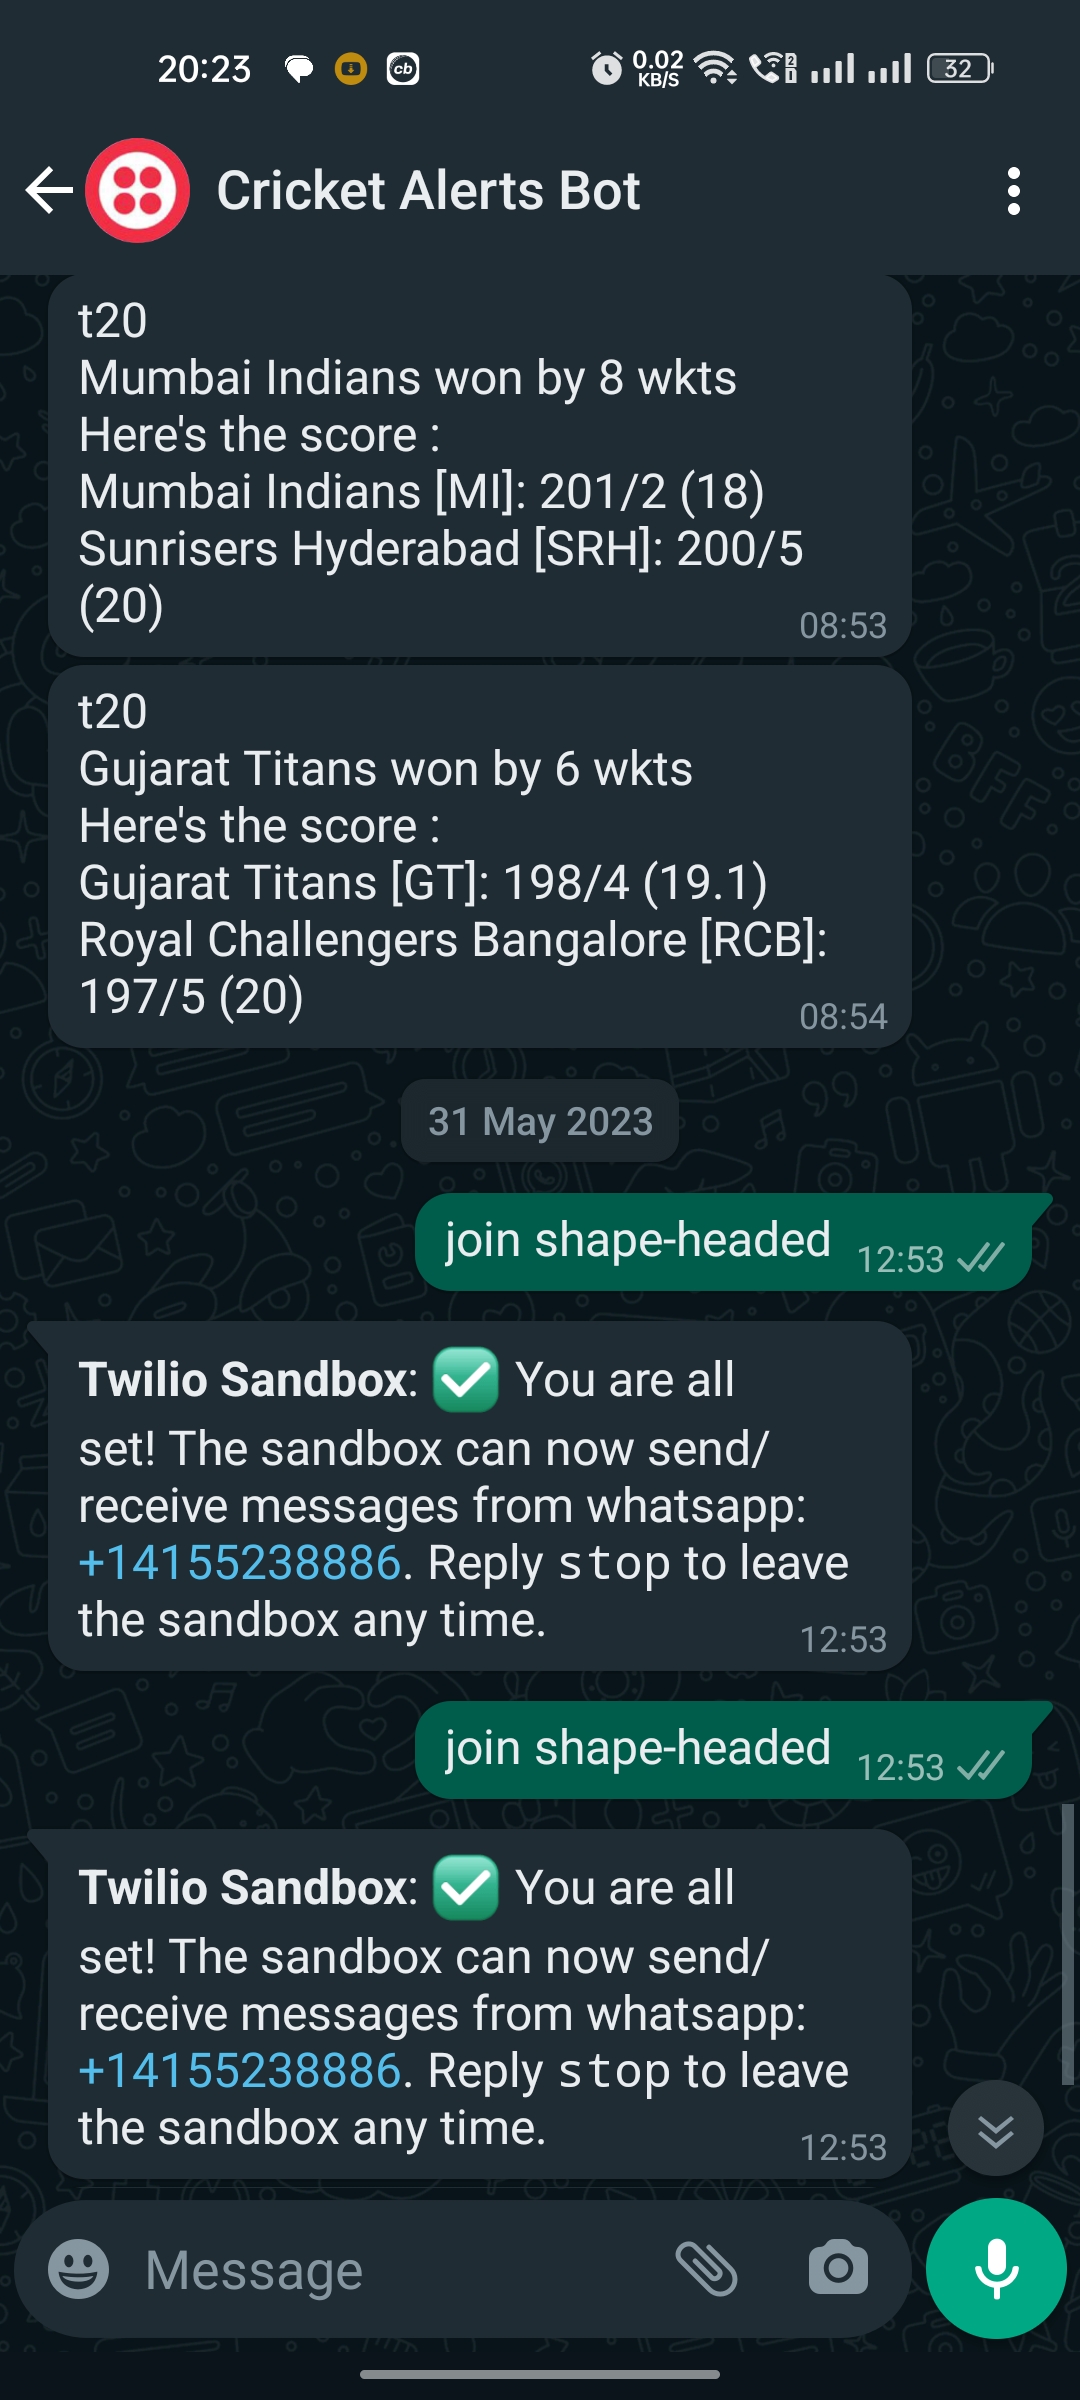 20:23
cb
0.02
KB/S
2
1
32
Cricket Alerts Bot
t20
Mumbai Indians won by 8 wkts
Here's the score :
Mumbai Indians [MI]: 201/2 (18)
Sunrisers Hyderabad [SRH]: 200/5
(20)
08:53
t20
Gujarat Titans won by 6 wkts
Here's the score :
Gujarat Titans [GT]: 198/4 (19.1)
Royal Challengers Bangalore [RCB]:
197/5 (20)
08:54
31 May 2023
join shape-headed 12:53
Twilio Sandbox: ✅ You are all
set! The sandbox can now send/
receive messages from whatsapp:
+14155238886. Reply stop to leave
the sandbox any time.
12:53
join shape-headed 12:53
Twilio Sandbox: ✅ You are all
set! The sandbox can now send/
receive messages from whatsapp:
+14155238886. Reply stop to leave
the sandbox any time.
12:53
Message